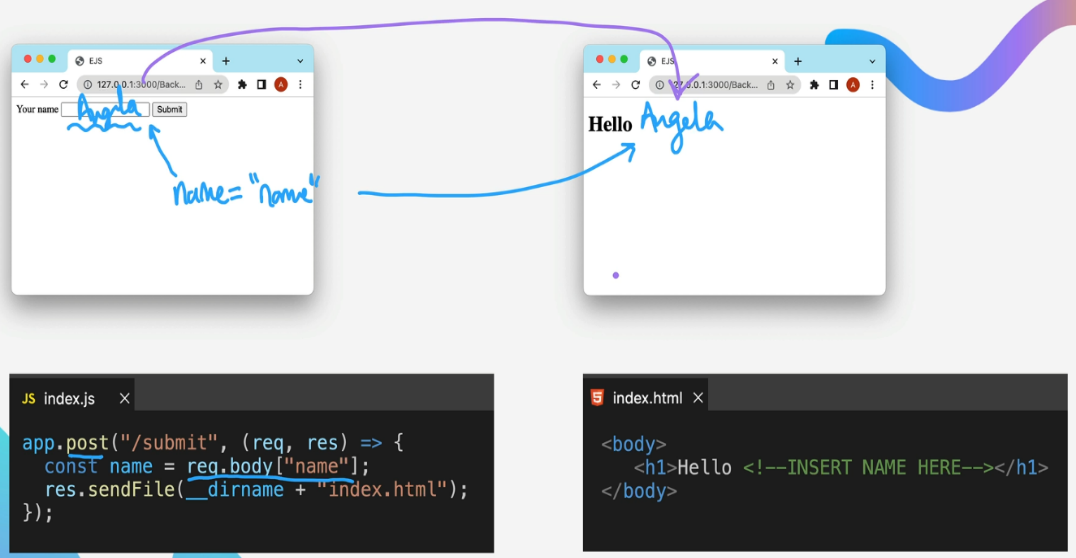 EJS
127.0.0.1:3000/Back...
A
Your name Angela Submit
name="name"
EJS
27.0.0.1:3000/Back...
A
Hello Angela
JS index.js
app.post("/submit", (req, res) => {
const name = req.body["name"];
res.sendFile(__dirname + "index.html");
});
5 index.html
<body>
<h1>Hello <!--INSERT NAME HERE--></h1>
</body>